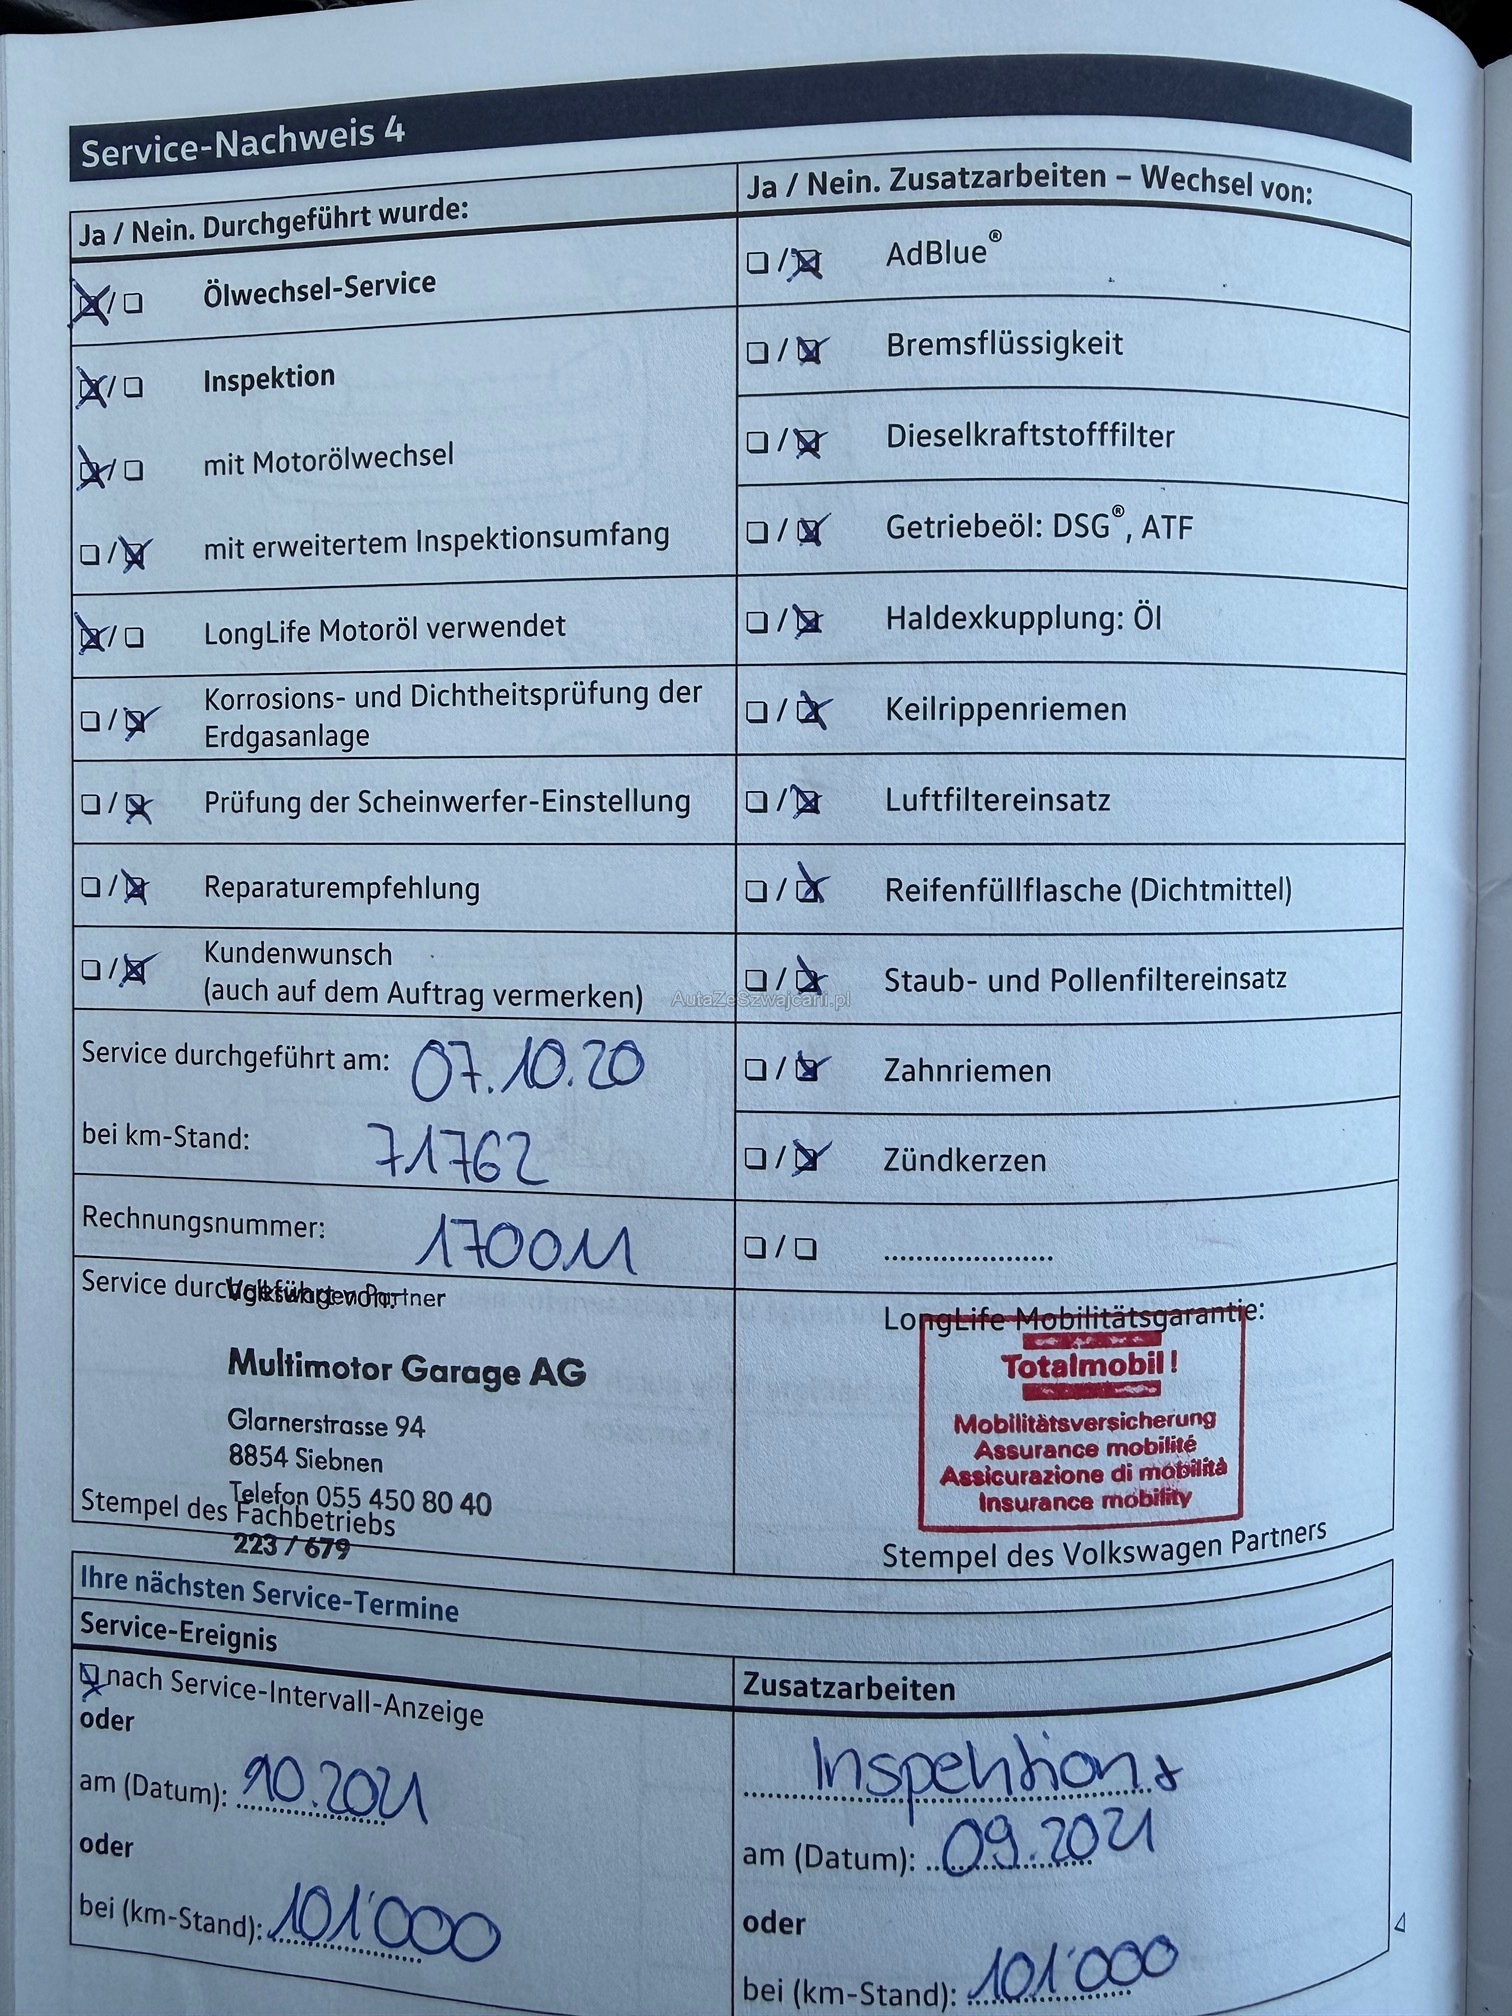 Service-Nachweis 4
Ja / Nein. Durchgeführt wurde:
Ölwechsel-Service
Inspektion
mit Motorölwechsel
mit erweitertem Inspektionsumfang
LongLife Motoröl verwendet
Korrosions- und Dichtheitsprüfung der
Erdgasanlage
Prüfung der Scheinwerfer-Einstellung
Reparaturempfehlung
Kundenwunsch
(auch auf dem Auftrag vermerken)
Service durchgeführt am: 07.10.20
bei km-Stand: 71762
Rechnungsnummer: 170011
Service durchgeführt von:
Volkswagen Partner
Multimotor Garage AG
Glarnerstrasse 94
8854 Siebnen
Telefon 055 450 80 40
Stempel des Fachbetriebs
223 / 679
Ja / Nein. Zusatzarbeiten – Wechsel von:
AdBlue®
Bremsflüssigkeit
Dieselkraftstofffilter
Getriebeöl: DSG®, ATF
Haldexkupplung: Öl
Keilrippenriemen
Luftfiltereinsatz
Reifenfüllflasche (Dichtmittel)
Staub- und Pollenfiltereinsatz
Zahnriemen
Zündkerzen
LongLife Mobilitätsgarantie:
Totalmobil!
Mobilitätsversicherung
Assurance mobilité
Assicurazione di mobilità
Insurance mobility
Stempel des Volkswagen Partners
AutaZeSzwajcarii.pl
Ihre nächsten Service-Termine
Service-Ereignis
nach Service-Intervall-Anzeige
oder
am (Datum): 10.2021
oder
bei (km-Stand): 101'000
Zusatzarbeiten
Inspektion +
am (Datum): 09.2021
oder
bei (km-Stand): 101'000